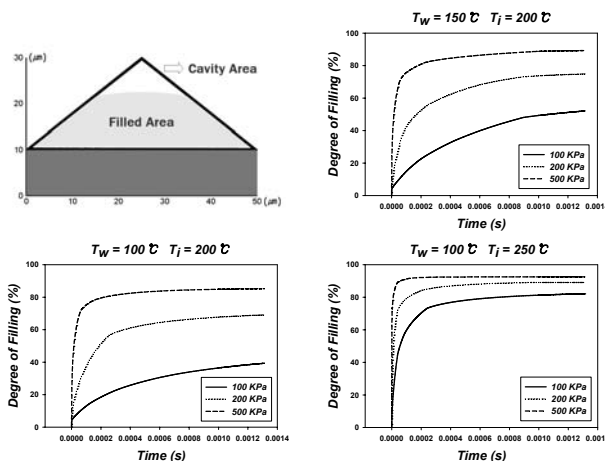 30 (μm)
20
10
0
0 10 20 30 40 50 (μm)
Cavity Area
Filled Area
T_W = 150 ℃ T_i = 200 ℃
Degree of Filling (%)
100
80
60
40
20
0
0.0000 0.0002 0.0004 0.0006 0.0008 0.0010 0.0012 0.001
Time (s)
100 KPa
200 KPa
500 KPa
T_W = 100 ℃ T_i = 200 ℃
Degree of Filling (%)
100
80
60
40
20
0
0.0000 0.0002 0.0004 0.0006 0.0008 0.0010 0.0012 0.0014
Time (s)
100 KPa
200 KPa
500 KPa
T_W = 100 ℃ T_i = 250 ℃
Degree of Filling (%)
100
80
60
40
20
0
0.0000 0.0002 0.0004 0.0006 0.0008 0.0010 0.0012 0.001
Time (s)
100 KPa
200 KPa
500 KPa